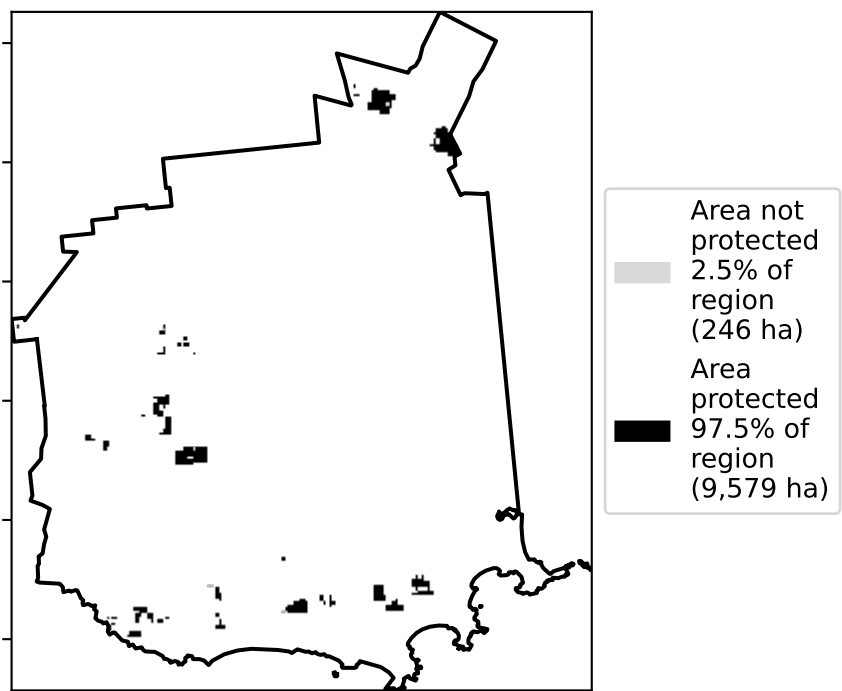 Area not
protected
2.5% of
region
(246 ha)
Area
protected
97.5% of
region
(9,579 ha)